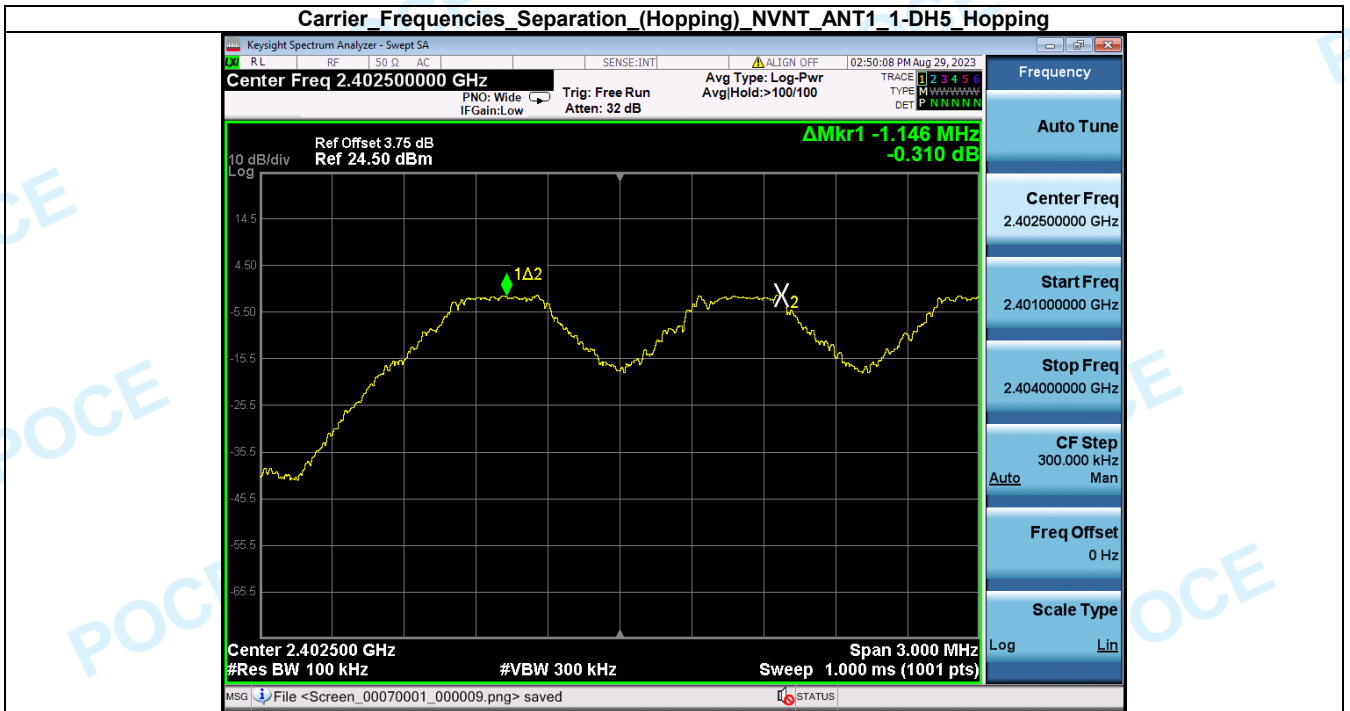 Carrier_Frequencies_Separation_(Hopping)_NVNT_ANT1_1-DH5_Hopping
Keysight Spectrum Analyzer - Swept SA
LXI RL RF 50 Ω AC SENSE:INT ALIGN OFF 02:50:08 PM Aug 29, 2023
Center Freq 2.402500000 GHz
PNO: Wide
IFGain:Low
Trig: Free Run
Atten: 32 dB
Avg Type: Log-Pwr
Avg|Hold:>100/100
TRACE 1 2 3 4 5 6
TYPE M WWWWW
DET P N N N N N
ΔMkr1 -1.146 MHz
-0.310 dB
Ref Offset 3.75 dB
10 dB/div Ref 24.50 dBm
Log
14.5
4.50
1Δ2
X2
-5.50
-15.5
-25.5
-35.5
-45.5
-55.5
-65.5
Center 2.402500 GHz Span 3.000 MHz
#Res BW 100 kHz #VBW 300 kHz Sweep 1.000 ms (1001 pts)
MSG File <Screen_00070001_000009.png> saved STATUS
Frequency
Auto Tune
Center Freq
2.402500000 GHz
Start Freq
2.401000000 GHz
Stop Freq
2.404000000 GHz
CF Step
300.000 kHz
Auto Man
Freq Offset
0 Hz
Scale Type
Log Lin
POCE
POCE
POCE